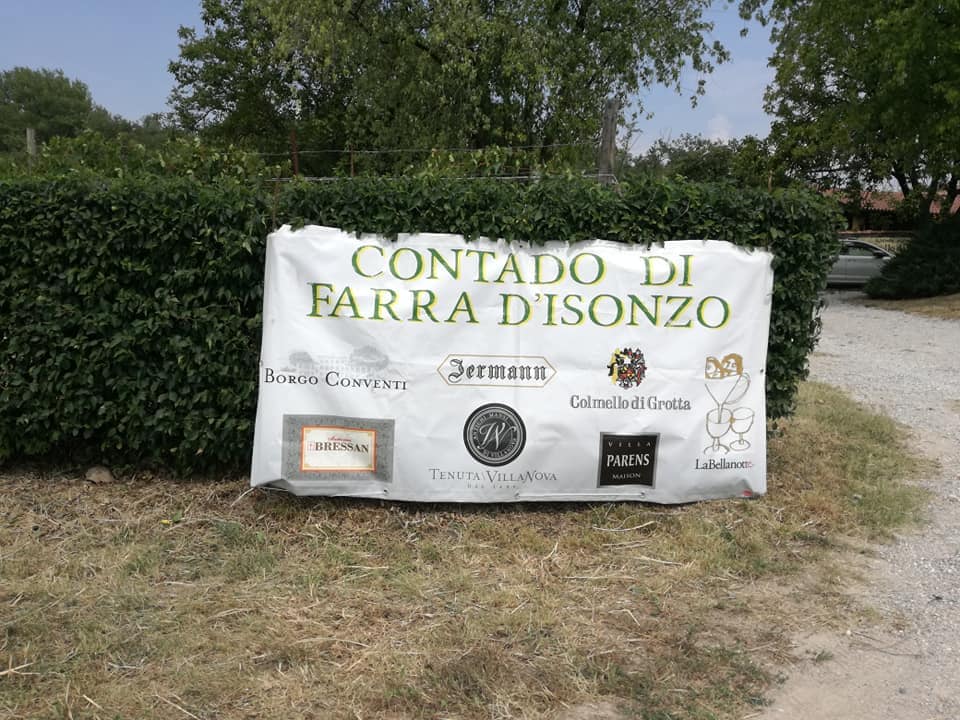 CONTADO DI
FARRA D'ISONZO
BORGO CONVENTI
Jermann
Colmello di Grotta
BRESSAN
TENUTA VILLANOVA
VILLA
PARENS
MAISON
LaBellanotte